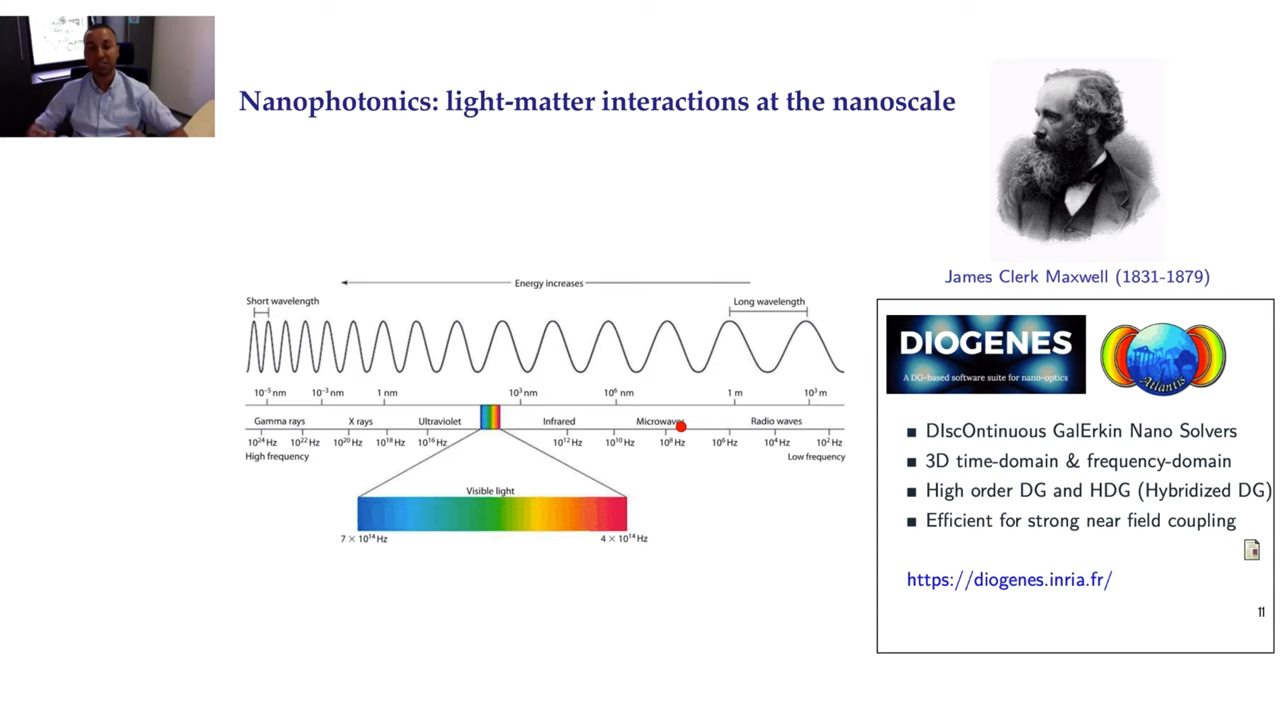 Nanophotonics: light-matter interactions at the nanoscale
James Clerk Maxwell (1831-1879)
Energy increases
Short wavelength
Long wavelength
10⁻⁵ nm 10⁻³ nm 1 nm 10³ nm 10⁶ nm 1 m 10³ m
Gamma rays X rays Ultraviolet Infrared Microwaves Radio waves
10²⁴ Hz 10²² Hz 10²⁰ Hz 10¹⁸ Hz 10¹⁶ Hz 10¹² Hz 10¹⁰ Hz 10⁸ Hz 10⁶ Hz 10⁴ Hz 10² Hz
High frequency Low frequency
Visible light
7 × 10¹⁴ Hz 4 × 10¹⁴ Hz
DIOGENES
A DG-based software suite for nano-optics
Atlantis
■ DIscOntinuous GalErkin Nano Solvers
■ 3D time-domain & frequency-domain
■ High order DG and HDG (Hybridized DG)
■ Efficient for strong near field coupling
https://diogenes.inria.fr/
11